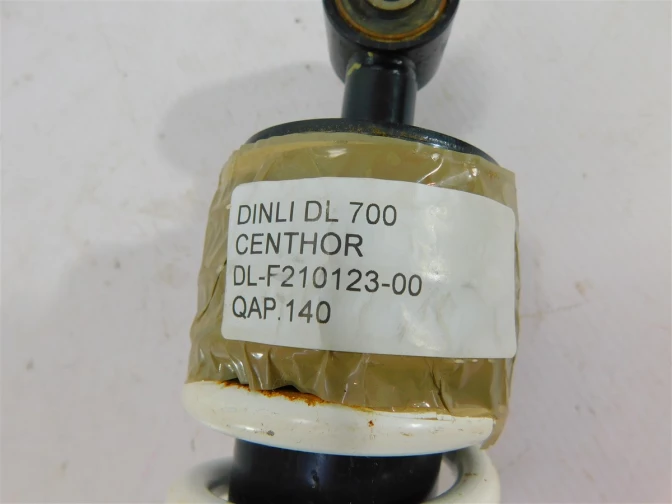 DINLI DL 700
CENTHOR
DL-F210123-00
QAP.140